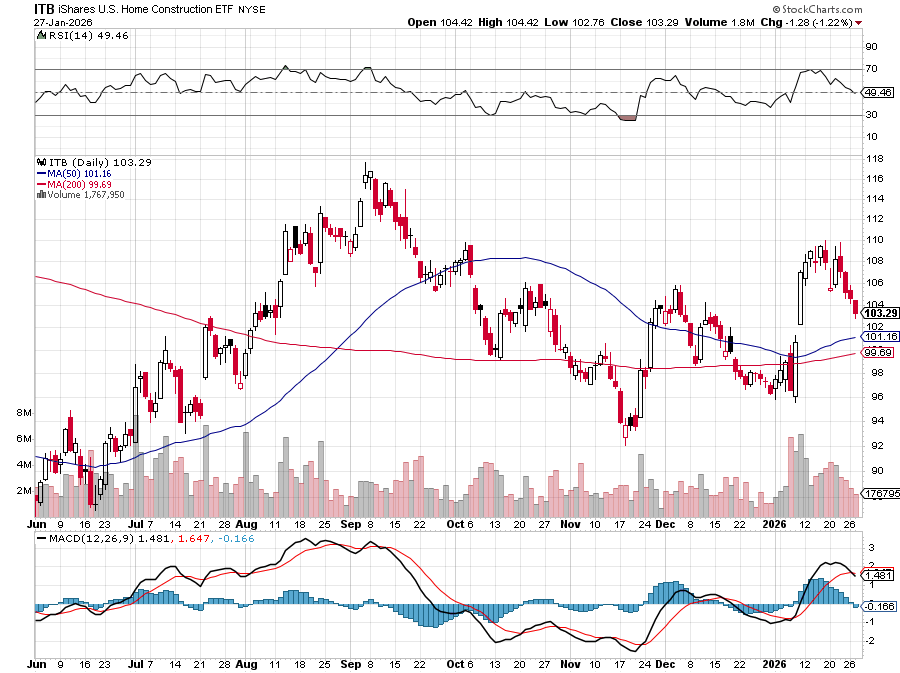 ITB iShares U.S. Home Construction ETF NYSE
© StockCharts.com
27-Jan-2026
Open 104.42 High 104.42 Low 102.76 Close 103.29 Volume 1.8M Chg -1.28 (-1.22%)
RSI(14) 49.46
90
70
49.46
30
10
ITB (Daily) 103.29
MA(50) 101.16
MA(200) 99.69
Volume 1,767,950
118
116
114
112
110
108
106
104
103.29
102
101.16
99.69
98
96
94
92
90
8M
6M
4M
2M
176795
Jun 9 16 23 Jul 7 14 21 28 Aug 11 18 25 Sep 8 15 22 Oct 6 13 20 27 Nov 10 17 24 Dec 8 15 22 2026 12 20 26
MACD(12,26,9) 1.481, 1.647, -0.166
3
1.481
1
-0.166
-1
-2
Jun 9 16 23 Jul 7 14 21 28 Aug 11 18 25 Sep 8 15 22 Oct 6 13 20 27 Nov 10 17 24 Dec 8 15 22 2026 12 20 26